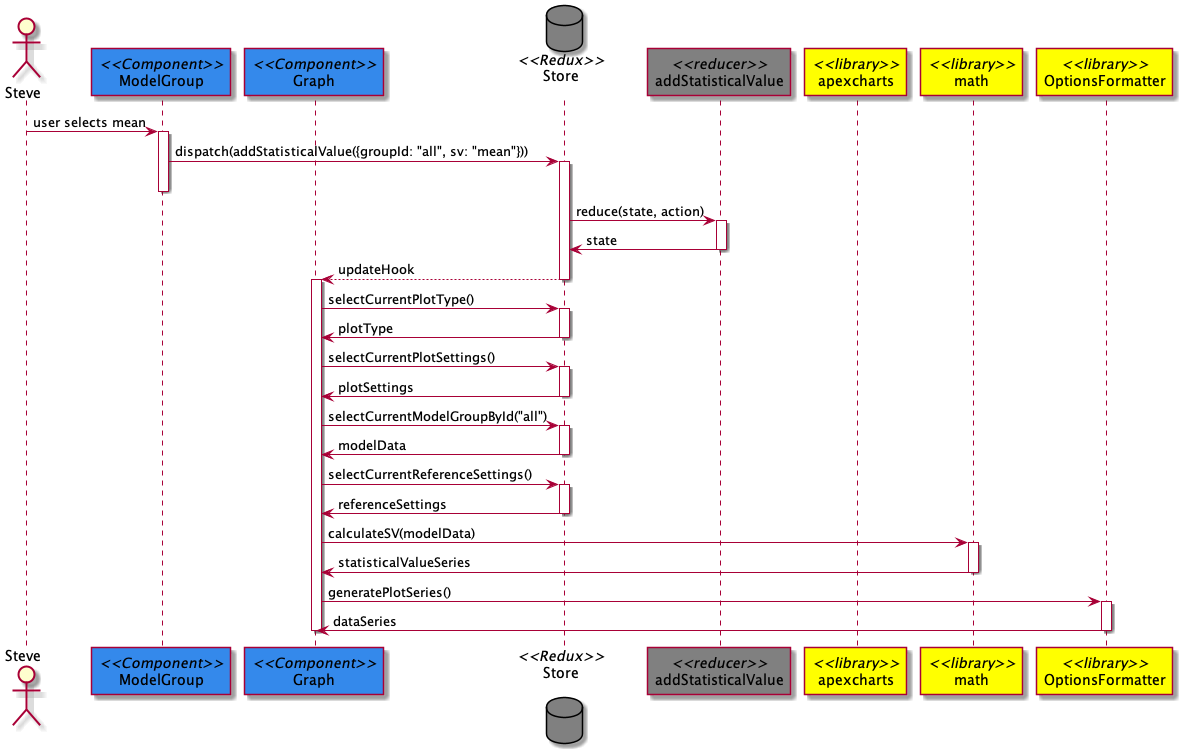 Steve
<<Component>>
ModelGroup
<<Component>>
Graph
<<Redux>>
Store
<<reducer>>
addStatisticalValue
<<library>>
apexcharts
<<library>>
math
<<library>>
OptionsFormatter
user selects mean
dispatch(addStatisticalValue({groupId: "all", sv: "mean"}))
reduce(state, action)
state
updateHook
selectCurrentPlotType()
plotType
selectCurrentPlotSettings()
plotSettings
selectCurrentModelGroupById("all")
modelData
selectCurrentReferenceSettings()
referenceSettings
calculateSV(modelData)
statisticalValueSeries
generatePlotSeries()
dataSeries
Steve
<<Component>>
ModelGroup
<<Component>>
Graph
<<Redux>>
Store
<<reducer>>
addStatisticalValue
<<library>>
apexcharts
<<library>>
math
<<library>>
OptionsFormatter